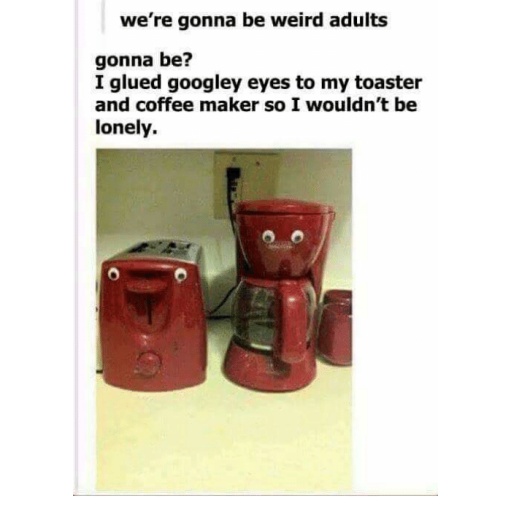 we're gonna be weird adults
gonna be?
I glued googley eyes to my toaster
and coffee maker so I wouldn't be
lonely.